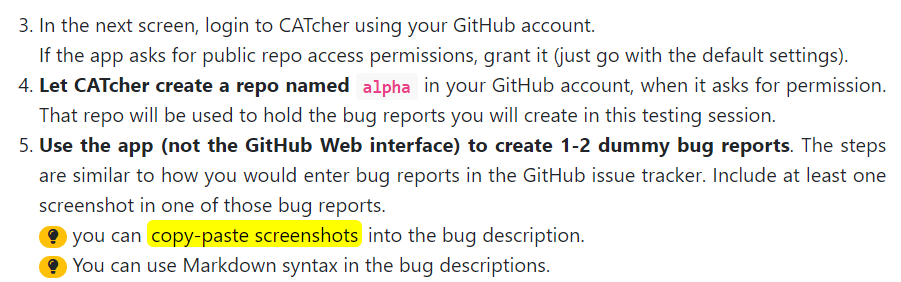 3. In the next screen, login to CATcher using your GitHub account.
If the app asks for public repo access permissions, grant it (just go with the default settings).
4. Let CATcher create a repo named alpha in your GitHub account, when it asks for permission.
That repo will be used to hold the bug reports you will create in this testing session.
5. Use the app (not the GitHub Web interface) to create 1-2 dummy bug reports. The steps
are similar to how you would enter bug reports in the GitHub issue tracker. Include at least one
screenshot in one of those bug reports.
you can copy-paste screenshots into the bug description.
You can use Markdown syntax in the bug descriptions.